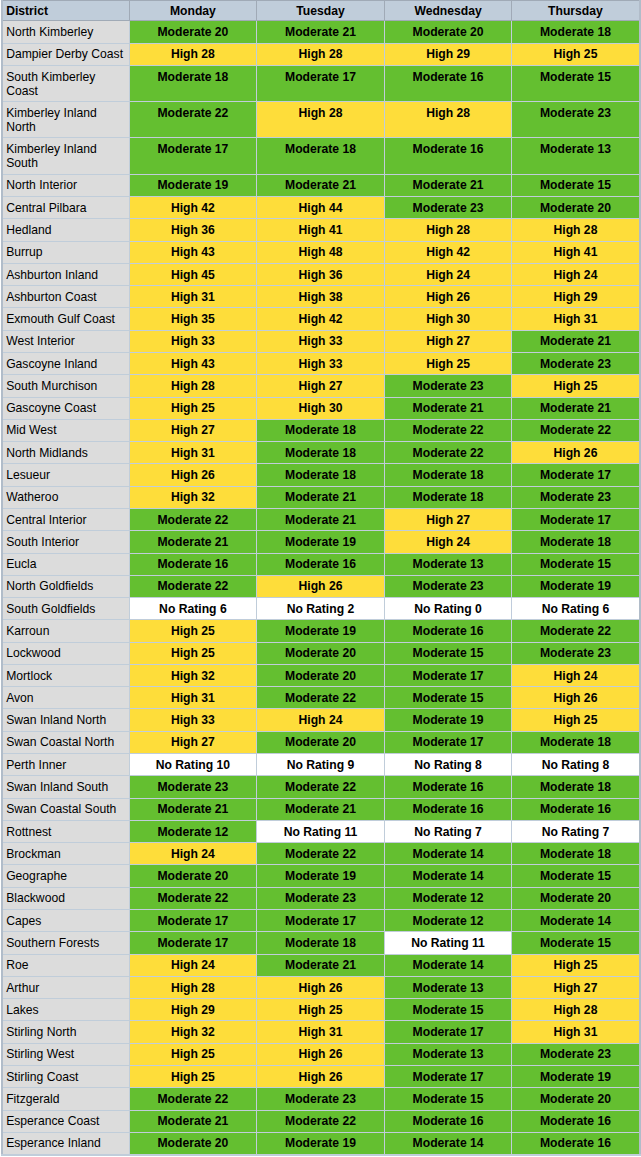 District Monday Tuesday Wednesday Thursday
North Kimberley Moderate 20 Moderate 21 Moderate 20 Moderate 18
Dampier Derby Coast High 28 High 28 High 29 High 25
South Kimberley Moderate 18 Moderate 17 Moderate 16 Moderate 15
Coast
Kimberley Inland Moderate 22 High 28 High 28 Moderate 23
North
Kimberley Inland Moderate 17 Moderate 18 Moderate 16 Moderate 13
South
North Interior Moderate 19 Moderate 21 Moderate 21 Moderate 15
Central Pilbara High 42 High 44 Moderate 23 Moderate 20
Hedland High 36 High 41 High 28 High 28
Burrup High 43 High 48 High 42 High 41
Ashburton Inland High 45 High 36 High 24 High 24
Ashburton Coast High 31 High 38 High 26 High 29
Exmouth Gulf Coast High 35 High 42 High 30 High 31
West Interior High 33 High 33 High 27 Moderate 21
Gascoyne Inland High 43 High 33 High 25 Moderate 23
South Murchison High 28 High 27 Moderate 23 High 25
Gascoyne Coast High 25 High 30 Moderate 21 Moderate 21
Mid West High 27 Moderate 18 Moderate 22 Moderate 22
North Midlands High 31 Moderate 18 Moderate 22 High 26
Lesueur High 26 Moderate 18 Moderate 18 Moderate 17
Watheroo High 32 Moderate 21 Moderate 18 Moderate 23
Central Interior Moderate 22 Moderate 21 High 27 Moderate 17
South Interior Moderate 21 Moderate 19 High 24 Moderate 18
Eucla Moderate 16 Moderate 16 Moderate 13 Moderate 15
North Goldfields Moderate 22 High 26 Moderate 23 Moderate 19
South Goldfields No Rating 6 No Rating 2 No Rating 0 No Rating 6
Karroun High 25 Moderate 19 Moderate 16 Moderate 22
Lockwood High 25 Moderate 20 Moderate 15 Moderate 23
Mortlock High 32 Moderate 20 Moderate 17 High 24
Avon High 31 Moderate 22 Moderate 15 High 26
Swan Inland North High 33 High 24 Moderate 19 High 25
Swan Coastal North High 27 Moderate 20 Moderate 17 Moderate 18
Perth Inner No Rating 10 No Rating 9 No Rating 8 No Rating 8
Swan Inland South Moderate 23 Moderate 22 Moderate 16 Moderate 18
Swan Coastal South Moderate 21 Moderate 21 Moderate 16 Moderate 16
Rottnest Moderate 12 No Rating 11 No Rating 7 No Rating 7
Brockman High 24 Moderate 22 Moderate 14 Moderate 18
Geographe Moderate 20 Moderate 19 Moderate 14 Moderate 15
Blackwood Moderate 22 Moderate 23 Moderate 12 Moderate 20
Capes Moderate 17 Moderate 17 Moderate 12 Moderate 14
Southern Forests Moderate 17 Moderate 18 No Rating 11 Moderate 15
Roe High 24 Moderate 21 Moderate 14 High 25
Arthur High 28 High 26 Moderate 13 High 27
Lakes High 29 High 25 Moderate 15 High 28
Stirling North High 32 High 31 Moderate 17 High 31
Stirling West High 25 High 26 Moderate 13 Moderate 23
Stirling Coast High 25 High 26 Moderate 17 Moderate 19
Fitzgerald Moderate 22 Moderate 23 Moderate 15 Moderate 20
Esperance Coast Moderate 21 Moderate 22 Moderate 16 Moderate 16
Esperance Inland Moderate 20 Moderate 19 Moderate 14 Moderate 16